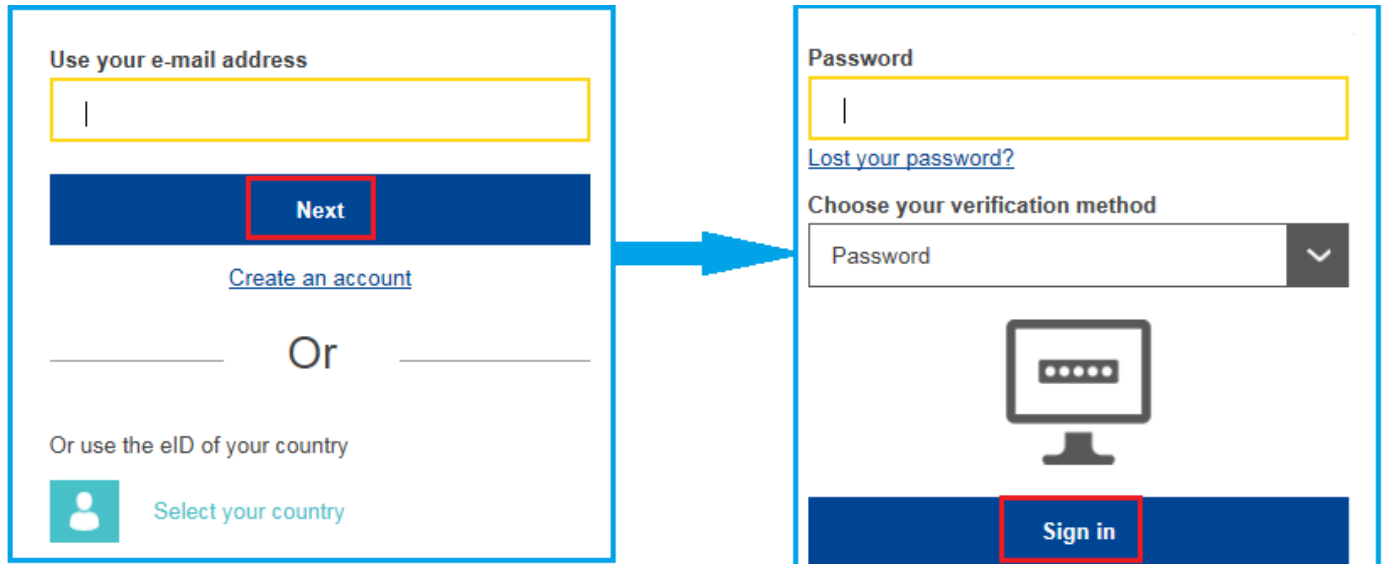 Use your e-mail address
Next
Create an account
Or
Or use the eID of your country
Select your country
Password
Lost your password?
Choose your verification method
Password
Sign in